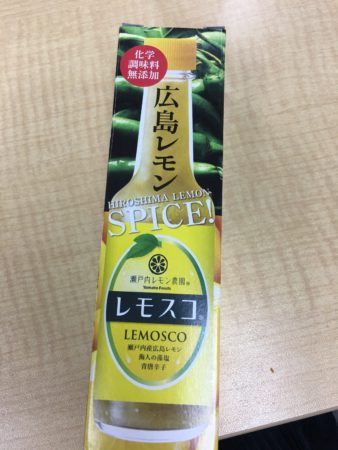 化学
調味料
無添加
広島レモン
HIROSHIMA LEMON
SPICE!
瀬戸内レモン農園®
Yamato Foods
レモスコ®
LEMOSCO
瀬戸内産広島レモン
海人の藻塩
青唐辛子